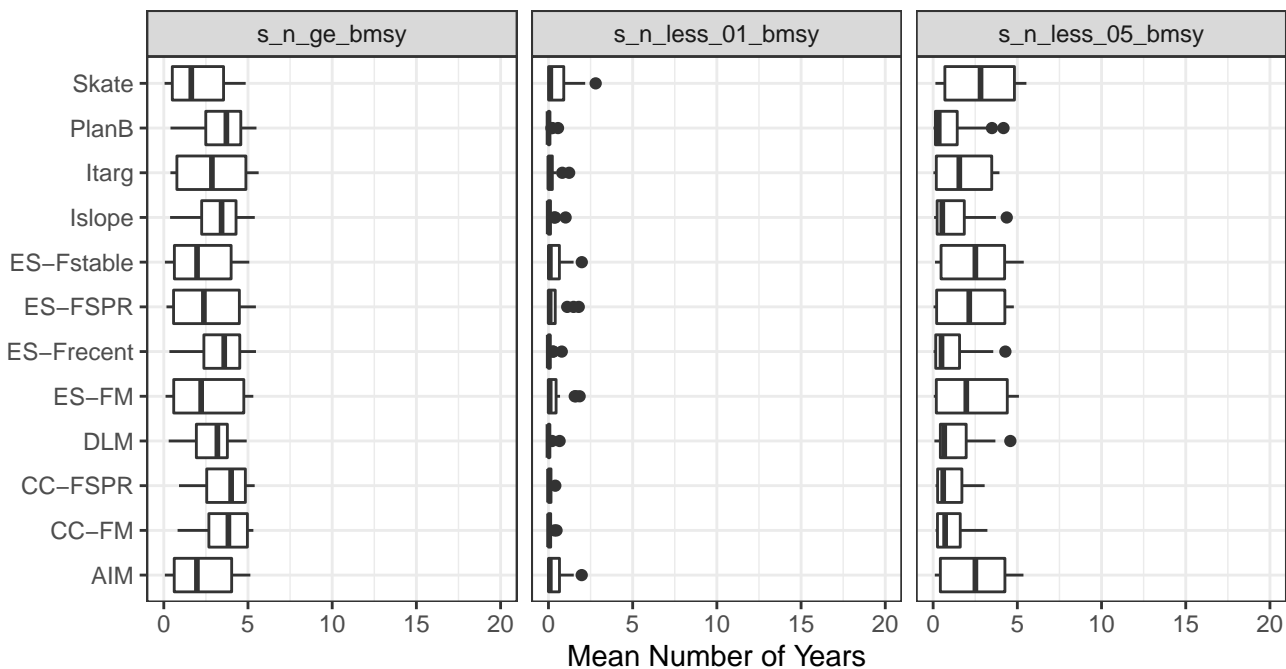 s_n_ge_bmsy s_n_less_01_bmsy s_n_less_05_bmsy
Skate
PlanB
Itarg
Islope
ES−Fstable
ES−FSPR
ES−Frecent
ES−FM
DLM
CC−FSPR
CC−FM
AIM
0 5 10 15 20 0 5 10 15 20 0 5 10 15 20
Mean Number of Years